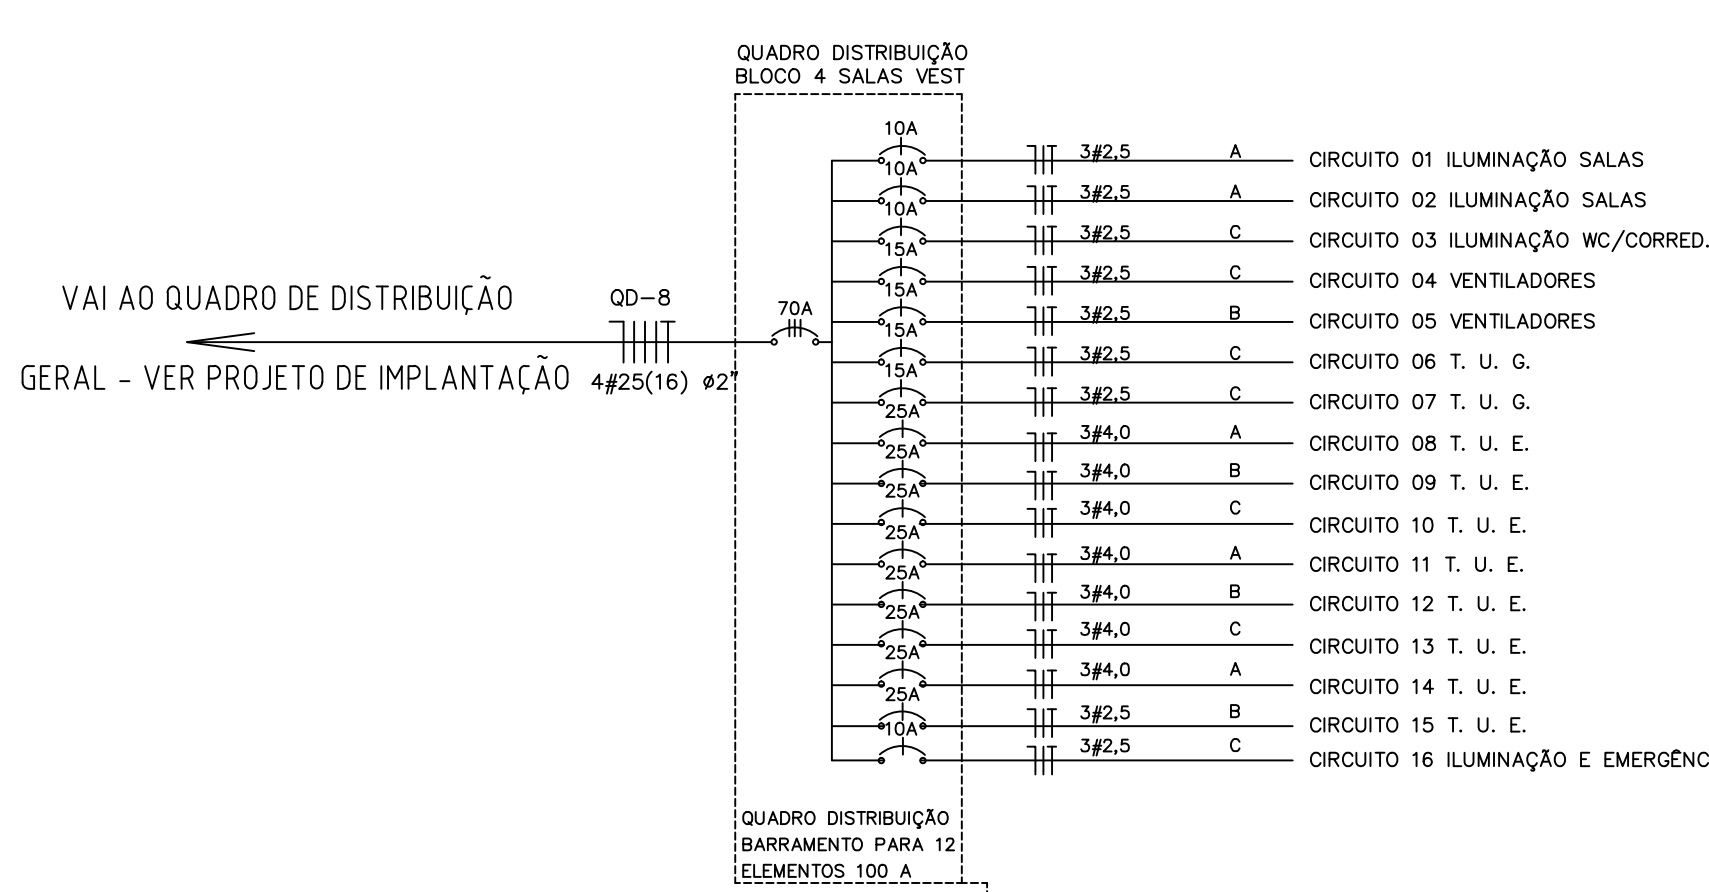 QUADRO DISTRIBUIÇÃO
BLOCO 4 SALAS VEST
10A
3#2,5 A CIRCUITO 01 ILUMINAÇÃO SALAS
10A
3#2,5 A CIRCUITO 02 ILUMINAÇÃO SALAS
10A
3#2,5 C CIRCUITO 03 ILUMINAÇÃO WC/CORRED.
15A
3#2,5 C CIRCUITO 04 VENTILADORES
15A
3#2,5 B CIRCUITO 05 VENTILADORES
15A
3#2,5 C CIRCUITO 06 T. U. G.
15A
3#2,5 C CIRCUITO 07 T. U. G.
25A
3#4,0 A CIRCUITO 08 T. U. E.
25A
3#4,0 B CIRCUITO 09 T. U. E.
25A
3#4,0 C CIRCUITO 10 T. U. E.
25A
3#4,0 A CIRCUITO 11 T. U. E.
25A
3#4,0 B CIRCUITO 12 T. U. E.
25A
3#4,0 C CIRCUITO 13 T. U. E.
25A
3#4,0 A CIRCUITO 14 T. U. E.
25A
3#2,5 B CIRCUITO 15 T. U. E.
10A
3#2,5 C CIRCUITO 16 ILUMINAÇÃO E EMERGÊNC
VAI AO QUADRO DE DISTRIBUIÇÃO
GERAL - VER PROJETO DE IMPLANTAÇÃO
QD-8
4#25(16) ø2"
70A
QUADRO DISTRIBUIÇÃO
BARRAMENTO PARA 12
ELEMENTOS 100 A